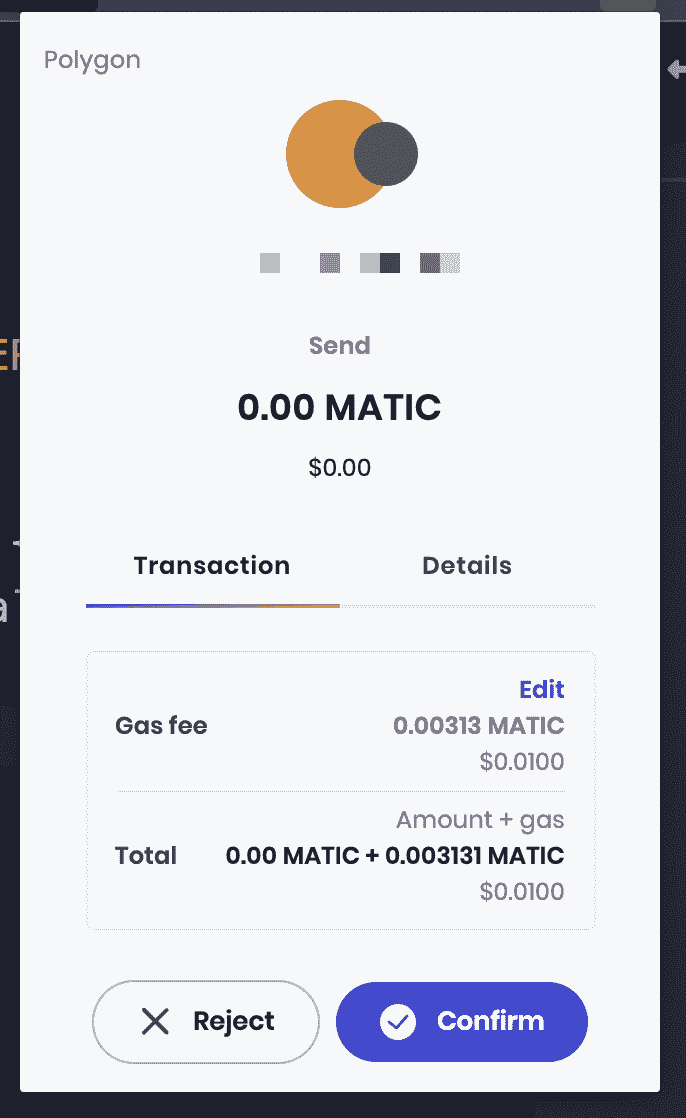 Polygon
Send
0.00 MATIC
$0.00
Transaction Details
Edit
Gas fee 0.00313 MATIC
$0.0100
Amount + gas
Total 0.00 MATIC + 0.003131 MATIC
$0.0100
Reject Confirm